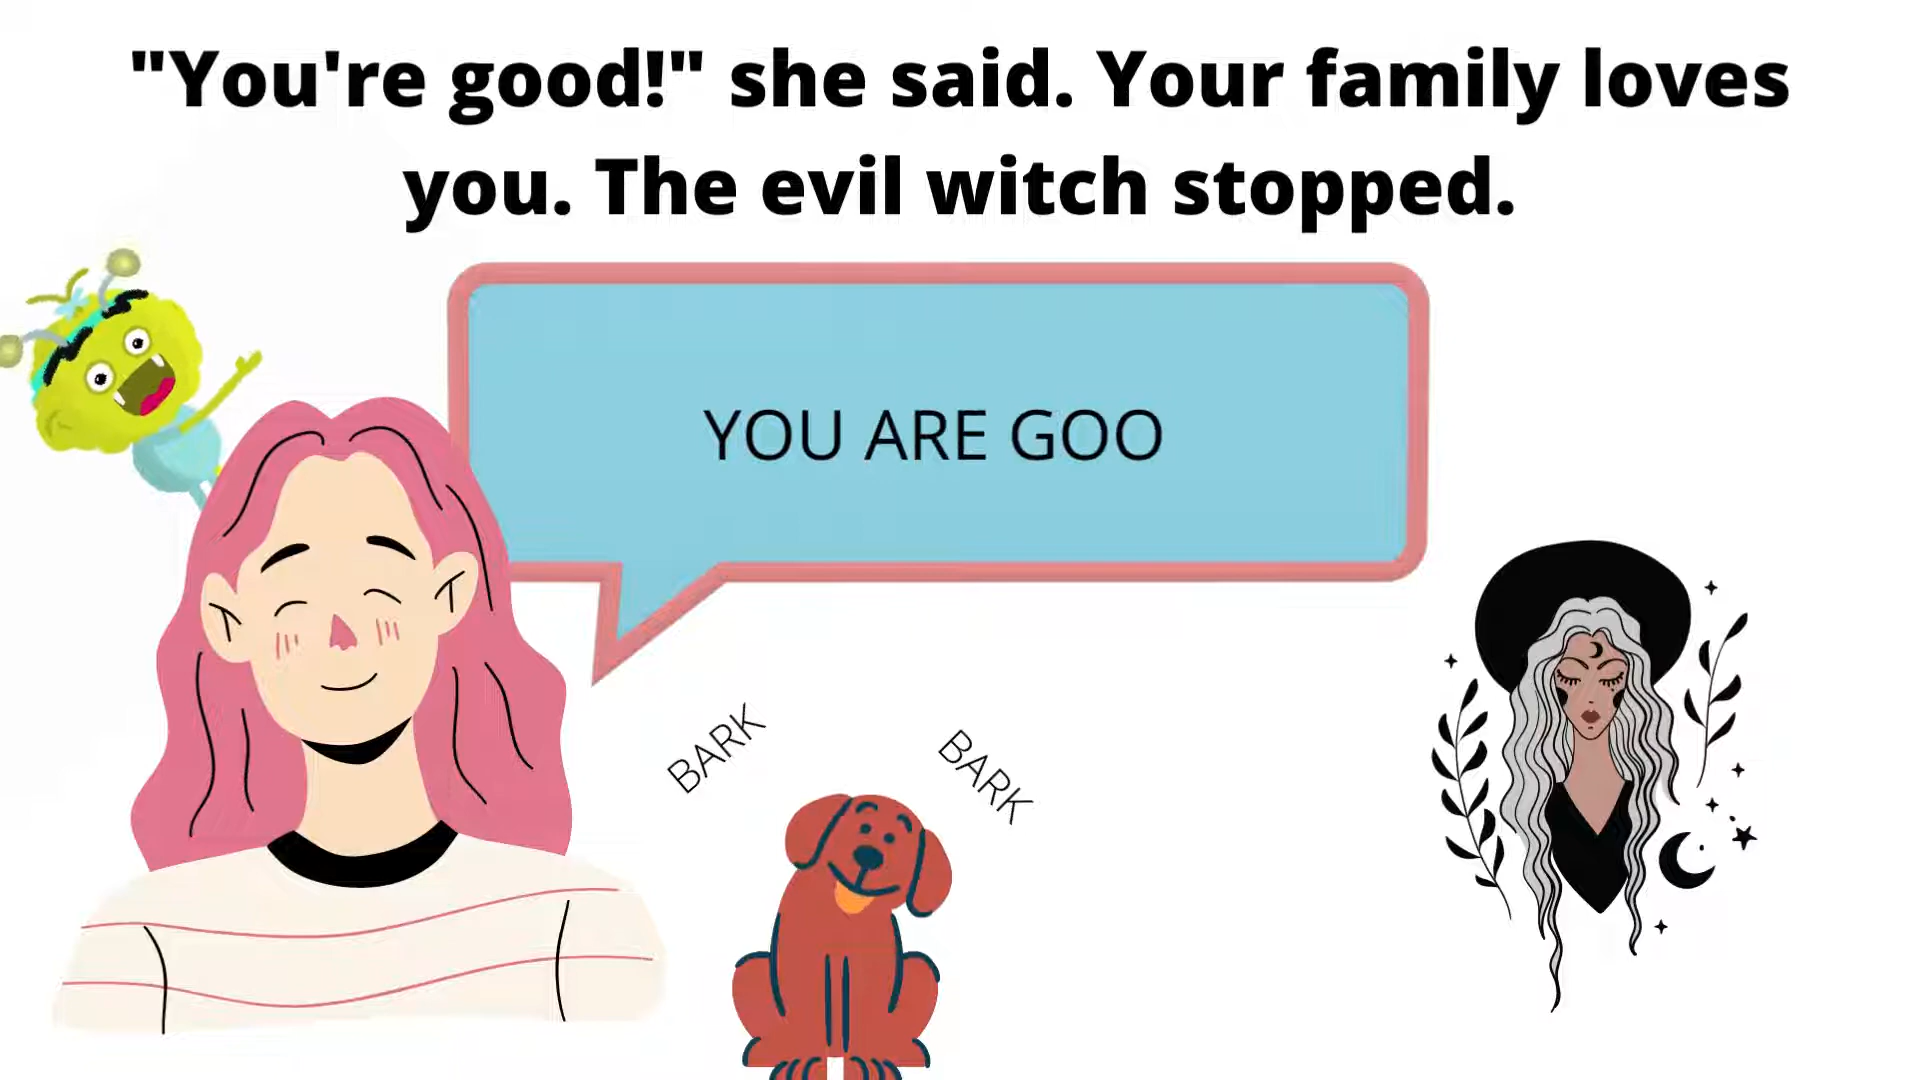 "You're good!" she said. Your family loves
you. The evil witch stopped.
YOU ARE GOO
BARK
BARK